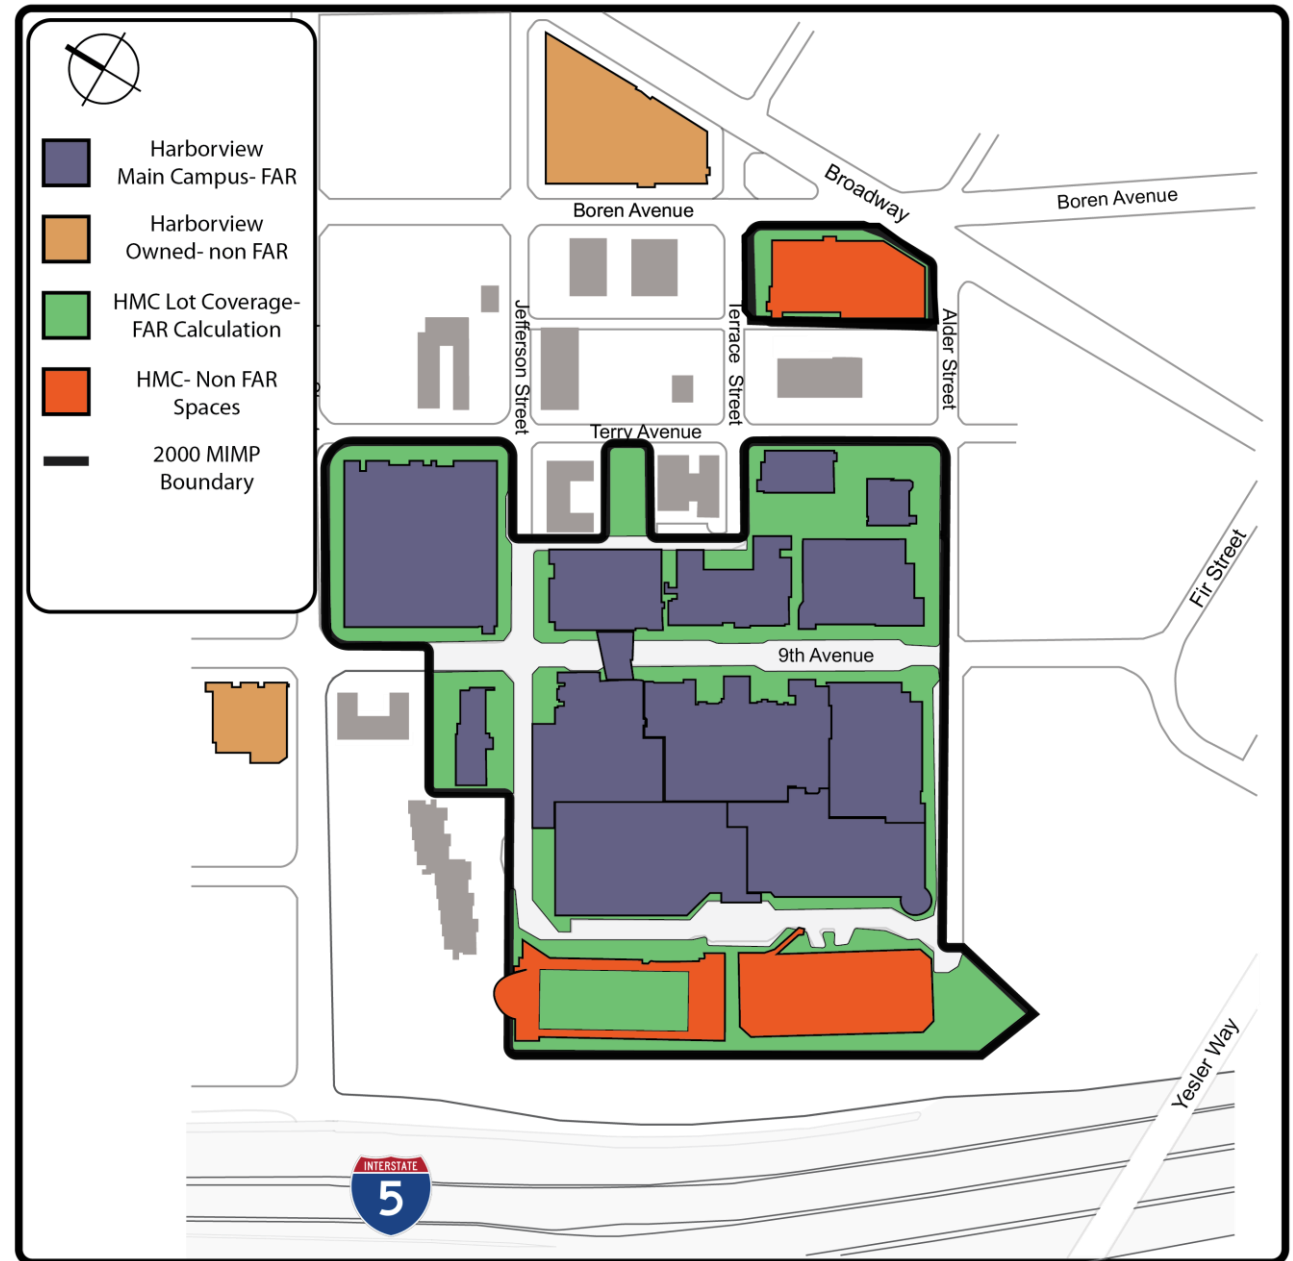 Harborview
Main Campus- FAR
Harborview
Owned- non FAR
HMC Lot Coverage-
FAR Calculation
HMC- Non FAR
Spaces
2000 MIMP
Boundary
Broadway
Boren Avenue
Boren Avenue
Jefferson Street
Terrace Street
Alder Street
Terry Avenue
Fir Street
9th Avenue
Yesler Way
INTERSTATE
5